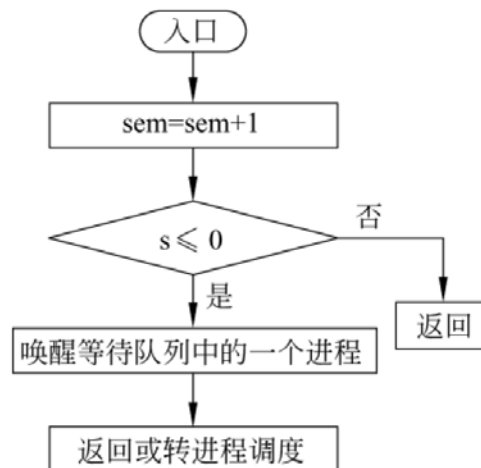 入口
sem=sem+1
s≤0
否
是
返回
唤醒等待队列中的一个进程
返回或转进程调度